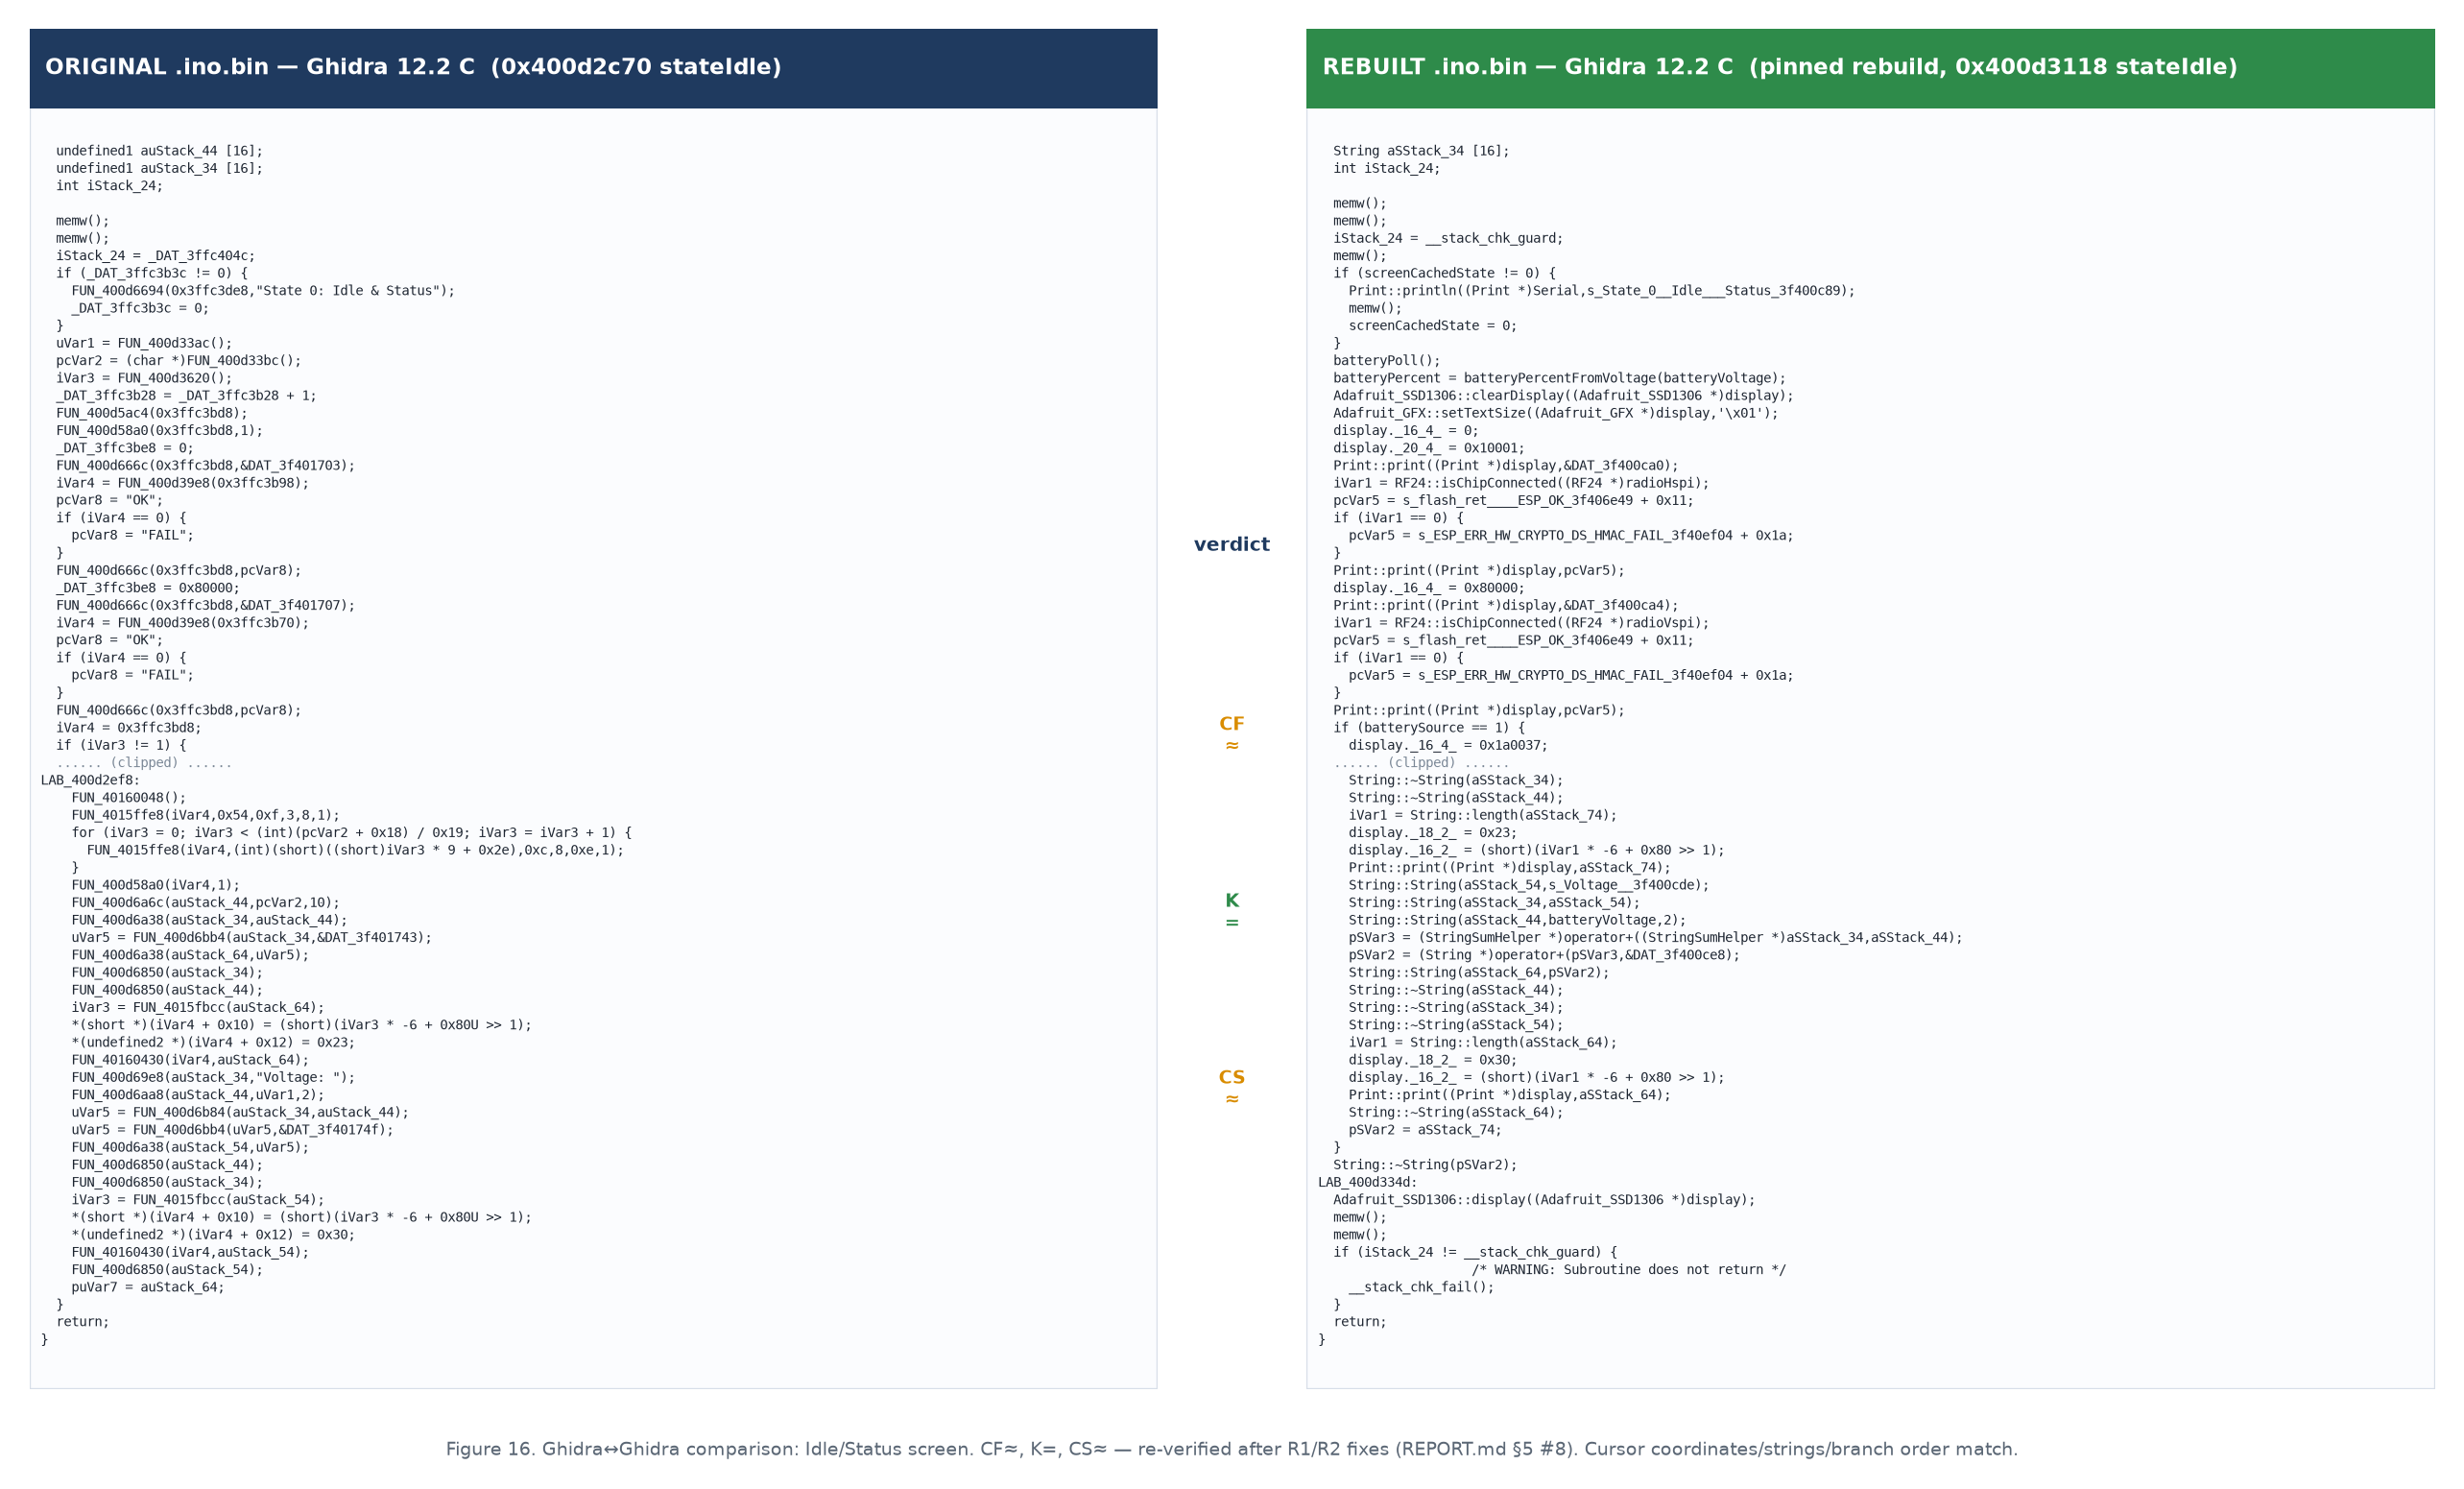 ORIGINAL .ino.bin — Ghidra 12.2 C  (0x400d2c70 stateIdle)
undefined1 auStack_44 [16];
undefined1 auStack_34 [16];
int iStack_24;
memw();
memw();
iStack_24 = _DAT_3ffc404c;
if (_DAT_3ffc3b3c != 0) {
FUN_400d6694(0x3ffc3de8,"State 0: Idle & Status");
_DAT_3ffc3b3c = 0;
}
uVar1 = FUN_400d33ac();
pcVar2 = (char *)FUN_400d33bc();
iVar3 = FUN_400d3620();
_DAT_3ffc3b28 = _DAT_3ffc3b28 + 1;
FUN_400d5ac4(0x3ffc3bd8);
FUN_400d58a0(0x3ffc3bd8,1);
_DAT_3ffc3be8 = 0;
FUN_400d666c(0x3ffc3bd8,&DAT_3f401703);
iVar4 = FUN_400d39e8(0x3ffc3b98);
pcVar8 = "OK";
if (iVar4 == 0) {
pcVar8 = "FAIL";
}
FUN_400d666c(0x3ffc3bd8,pcVar8);
_DAT_3ffc3be8 = 0x80000;
FUN_400d666c(0x3ffc3bd8,&DAT_3f401707);
iVar4 = FUN_400d39e8(0x3ffc3b70);
pcVar8 = "OK";
if (iVar4 == 0) {
pcVar8 = "FAIL";
}
FUN_400d666c(0x3ffc3bd8,pcVar8);
iVar4 = 0x3ffc3bd8;
if (iVar3 != 1) {
...... (clipped) ......
LAB_400d2ef8:
FUN_40160048();
FUN_4015ffe8(iVar4,0x54,0xf,3,8,1);
for (iVar3 = 0; iVar3 < (int)(pcVar2 + 0x18) / 0x19; iVar3 = iVar3 + 1) {
FUN_4015ffe8(iVar4,(int)(short)((short)iVar3 * 9 + 0x2e),0xc,8,0xe,1);
}
FUN_400d58a0(iVar4,1);
FUN_400d6a6c(auStack_44,pcVar2,10);
FUN_400d6a38(auStack_34,auStack_44);
uVar5 = FUN_400d6bb4(auStack_34,&DAT_3f401743);
FUN_400d6a38(auStack_64,uVar5);
FUN_400d6850(auStack_34);
FUN_400d6850(auStack_44);
iVar3 = FUN_4015fbcc(auStack_64);
*(short *)(iVar4 + 0x10) = (short)(iVar3 * -6 + 0x80U >> 1);
*(undefined2 *)(iVar4 + 0x12) = 0x23;
FUN_40160430(iVar4,auStack_64);
FUN_400d69e8(auStack_34,"Voltage: ");
FUN_400d6aa8(auStack_44,uVar1,2);
uVar5 = FUN_400d6b84(auStack_34,auStack_44);
uVar5 = FUN_400d6bb4(uVar5,&DAT_3f40174f);
FUN_400d6a38(auStack_54,uVar5);
FUN_400d6850(auStack_44);
FUN_400d6850(auStack_34);
iVar3 = FUN_4015fbcc(auStack_54);
*(short *)(iVar4 + 0x10) = (short)(iVar3 * -6 + 0x80U >> 1);
*(undefined2 *)(iVar4 + 0x12) = 0x30;
FUN_40160430(iVar4,auStack_54);
FUN_400d6850(auStack_54);
puVar7 = auStack_64;
}
return;
}
verdict
CF
≈
K
=
CS
≈
REBUILT .ino.bin — Ghidra 12.2 C  (pinned rebuild, 0x400d3118 stateIdle)
String aSStack_34 [16];
int iStack_24;
memw();
memw();
iStack_24 = __stack_chk_guard;
memw();
if (screenCachedState != 0) {
Print::println((Print *)Serial,s_State_0__Idle___Status_3f400c89);
memw();
screenCachedState = 0;
}
batteryPoll();
batteryPercent = batteryPercentFromVoltage(batteryVoltage);
Adafruit_SSD1306::clearDisplay((Adafruit_SSD1306 *)display);
Adafruit_GFX::setTextSize((Adafruit_GFX *)display,'\x01');
display._16_4_ = 0;
display._20_4_ = 0x10001;
Print::print((Print *)display,&DAT_3f400ca0);
iVar1 = RF24::isChipConnected((RF24 *)radioHspi);
pcVar5 = s_flash_ret____ESP_OK_3f406e49 + 0x11;
if (iVar1 == 0) {
pcVar5 = s_ESP_ERR_HW_CRYPTO_DS_HMAC_FAIL_3f40ef04 + 0x1a;
}
Print::print((Print *)display,pcVar5);
display._16_4_ = 0x80000;
Print::print((Print *)display,&DAT_3f400ca4);
iVar1 = RF24::isChipConnected((RF24 *)radioVspi);
pcVar5 = s_flash_ret____ESP_OK_3f406e49 + 0x11;
if (iVar1 == 0) {
pcVar5 = s_ESP_ERR_HW_CRYPTO_DS_HMAC_FAIL_3f40ef04 + 0x1a;
}
Print::print((Print *)display,pcVar5);
if (batterySource == 1) {
display._16_4_ = 0x1a0037;
...... (clipped) ......
String::~String(aSStack_34);
String::~String(aSStack_44);
iVar1 = String::length(aSStack_74);
display._18_2_ = 0x23;
display._16_2_ = (short)(iVar1 * -6 + 0x80 >> 1);
Print::print((Print *)display,aSStack_74);
String::String(aSStack_54,s_Voltage__3f400cde);
String::String(aSStack_34,aSStack_54);
String::String(aSStack_44,batteryVoltage,2);
pSVar3 = (StringSumHelper *)operator+((StringSumHelper *)aSStack_34,aSStack_44);
pSVar2 = (String *)operator+(pSVar3,&DAT_3f400ce8);
String::String(aSStack_64,pSVar2);
String::~String(aSStack_44);
String::~String(aSStack_34);
String::~String(aSStack_54);
iVar1 = String::length(aSStack_64);
display._18_2_ = 0x30;
display._16_2_ = (short)(iVar1 * -6 + 0x80 >> 1);
Print::print((Print *)display,aSStack_64);
String::~String(aSStack_64);
pSVar2 = aSStack_74;
}
String::~String(pSVar2);
LAB_400d334d:
Adafruit_SSD1306::display((Adafruit_SSD1306 *)display);
memw();
memw();
if (iStack_24 != __stack_chk_guard) {
/* WARNING: Subroutine does not return */
__stack_chk_fail();
}
return;
}
Figure 16. Ghidra↔Ghidra comparison: Idle/Status screen. CF≈, K=, CS≈ — re-verified after R1/R2 fixes (REPORT.md §5 #8). Cursor coordinates/strings/branch order match.